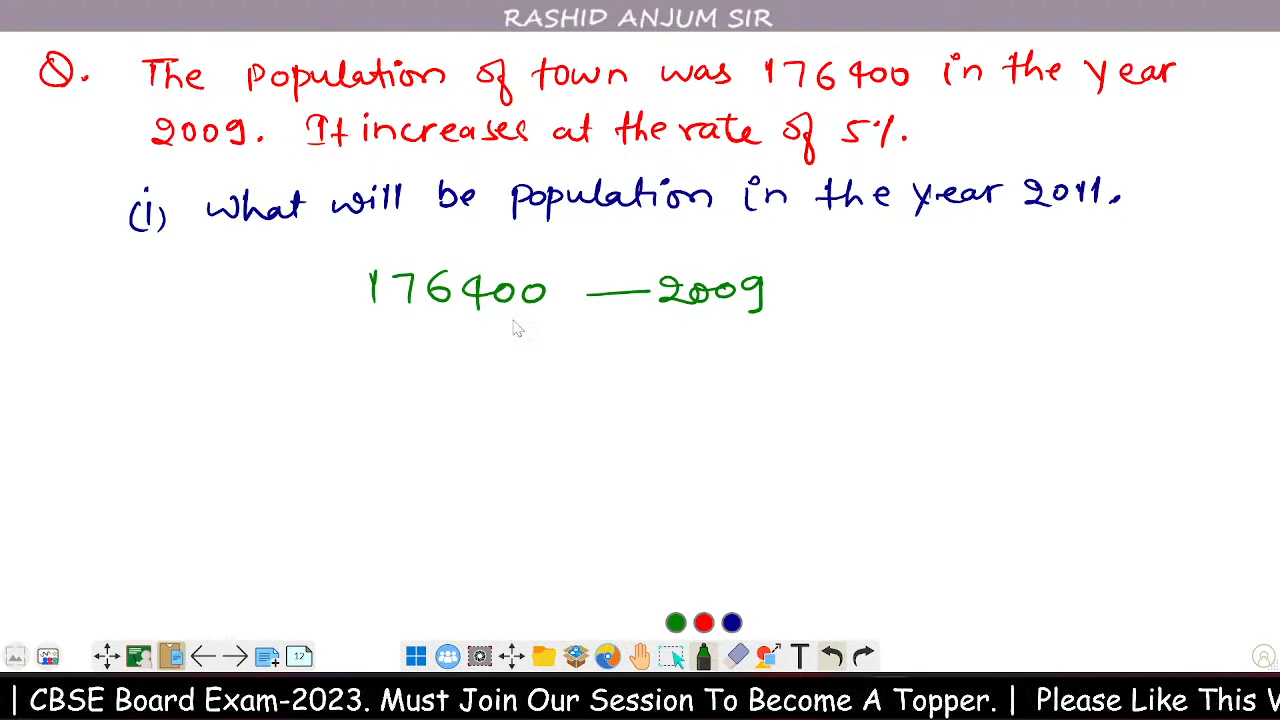 RASHID ANJUM SIR
Q. The population of town was 176400 in the year
2009. It increases at the rate of 5%.
(i) what will be population in the year 2011.
176400 — 2009
12
| CBSE Board Exam-2023. Must Join Our Session To Become A Topper. | Please Like This V